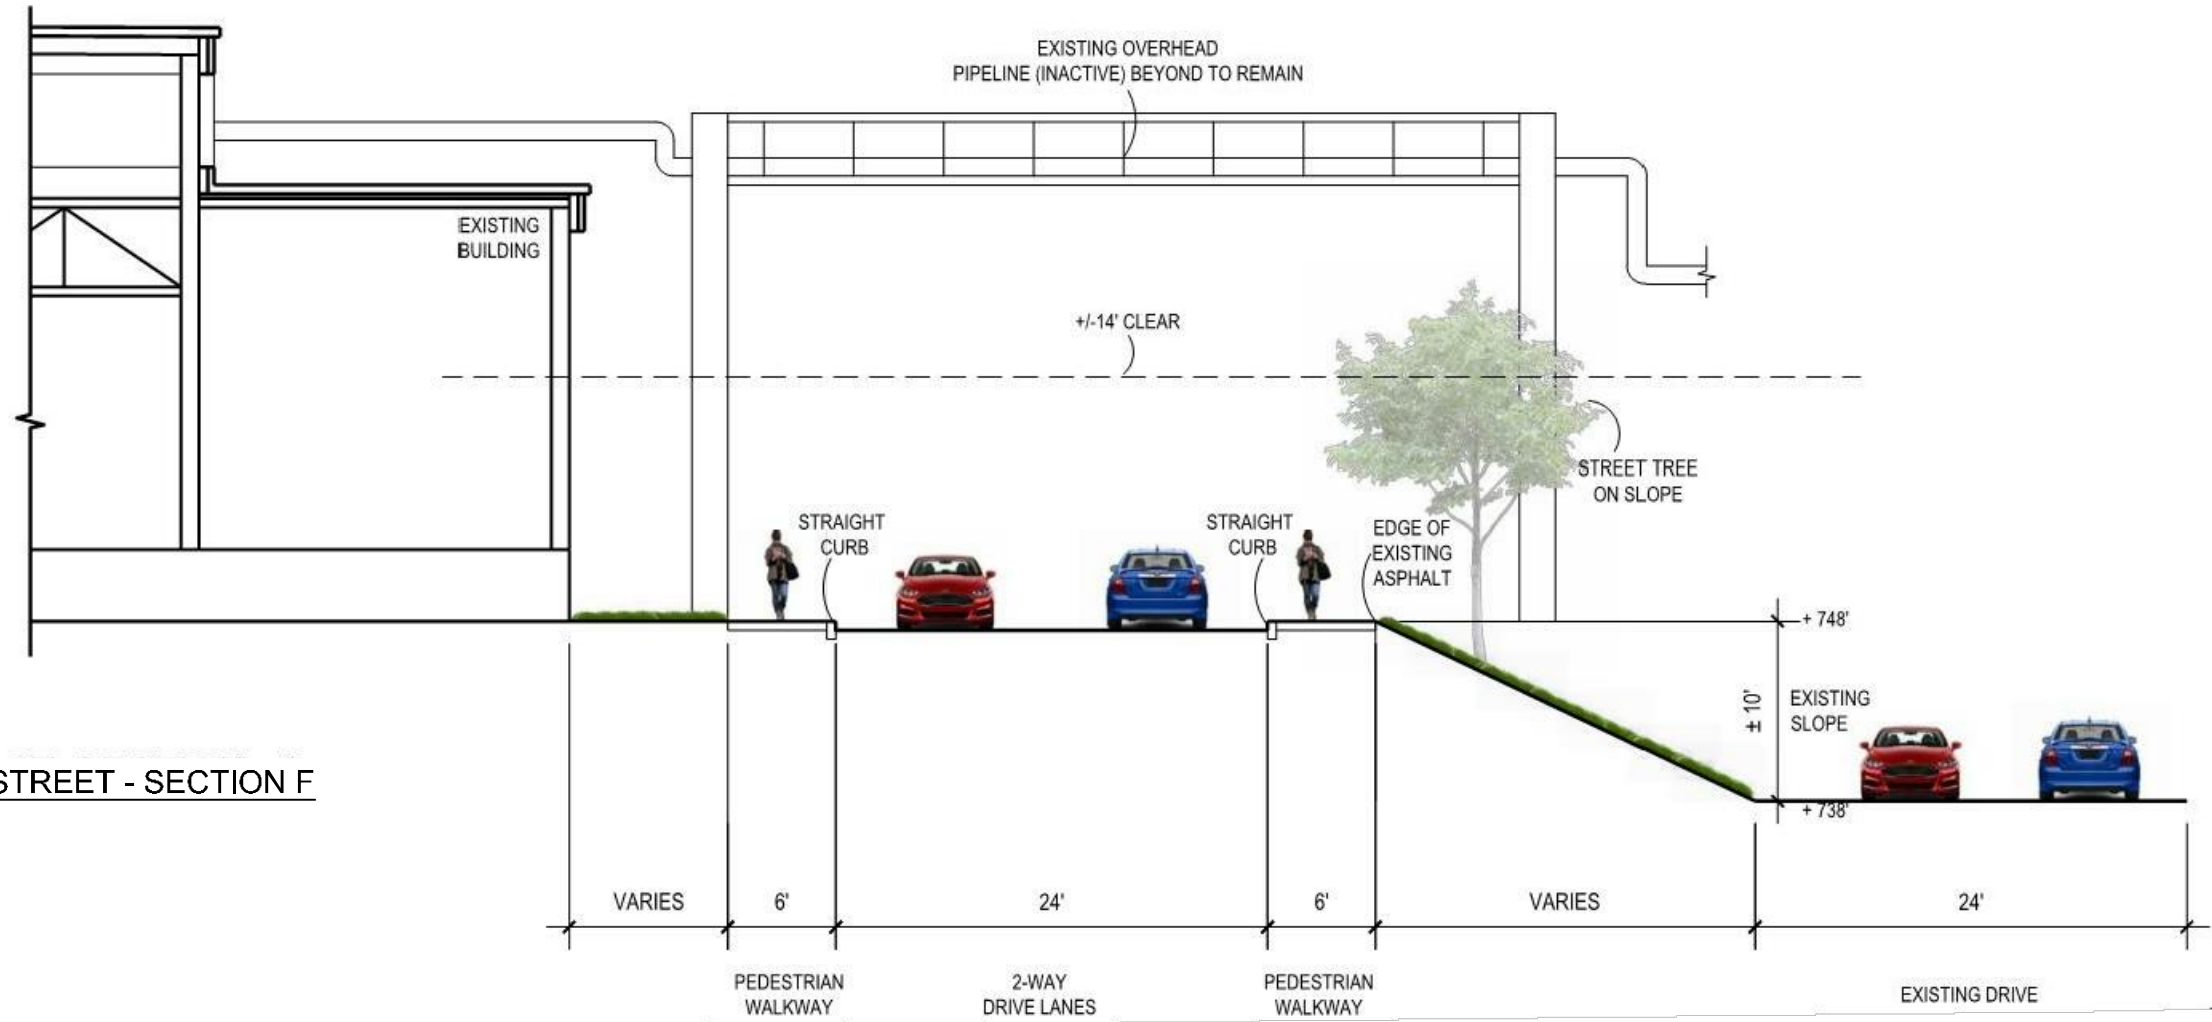 EXISTING OVERHEAD
PIPELINE (INACTIVE) BEYOND TO REMAIN
EXISTING
BUILDING
+/-14' CLEAR
STREET TREE
ON SLOPE
STRAIGHT
CURB
STRAIGHT
CURB
EDGE OF
EXISTING
ASPHALT
+ 748'
± 10'
EXISTING
SLOPE
+ 738'
STREET - SECTION F
VARIES
6'
24'
6'
VARIES
24'
PEDESTRIAN
WALKWAY
2-WAY
DRIVE LANES
PEDESTRIAN
WALKWAY
EXISTING DRIVE